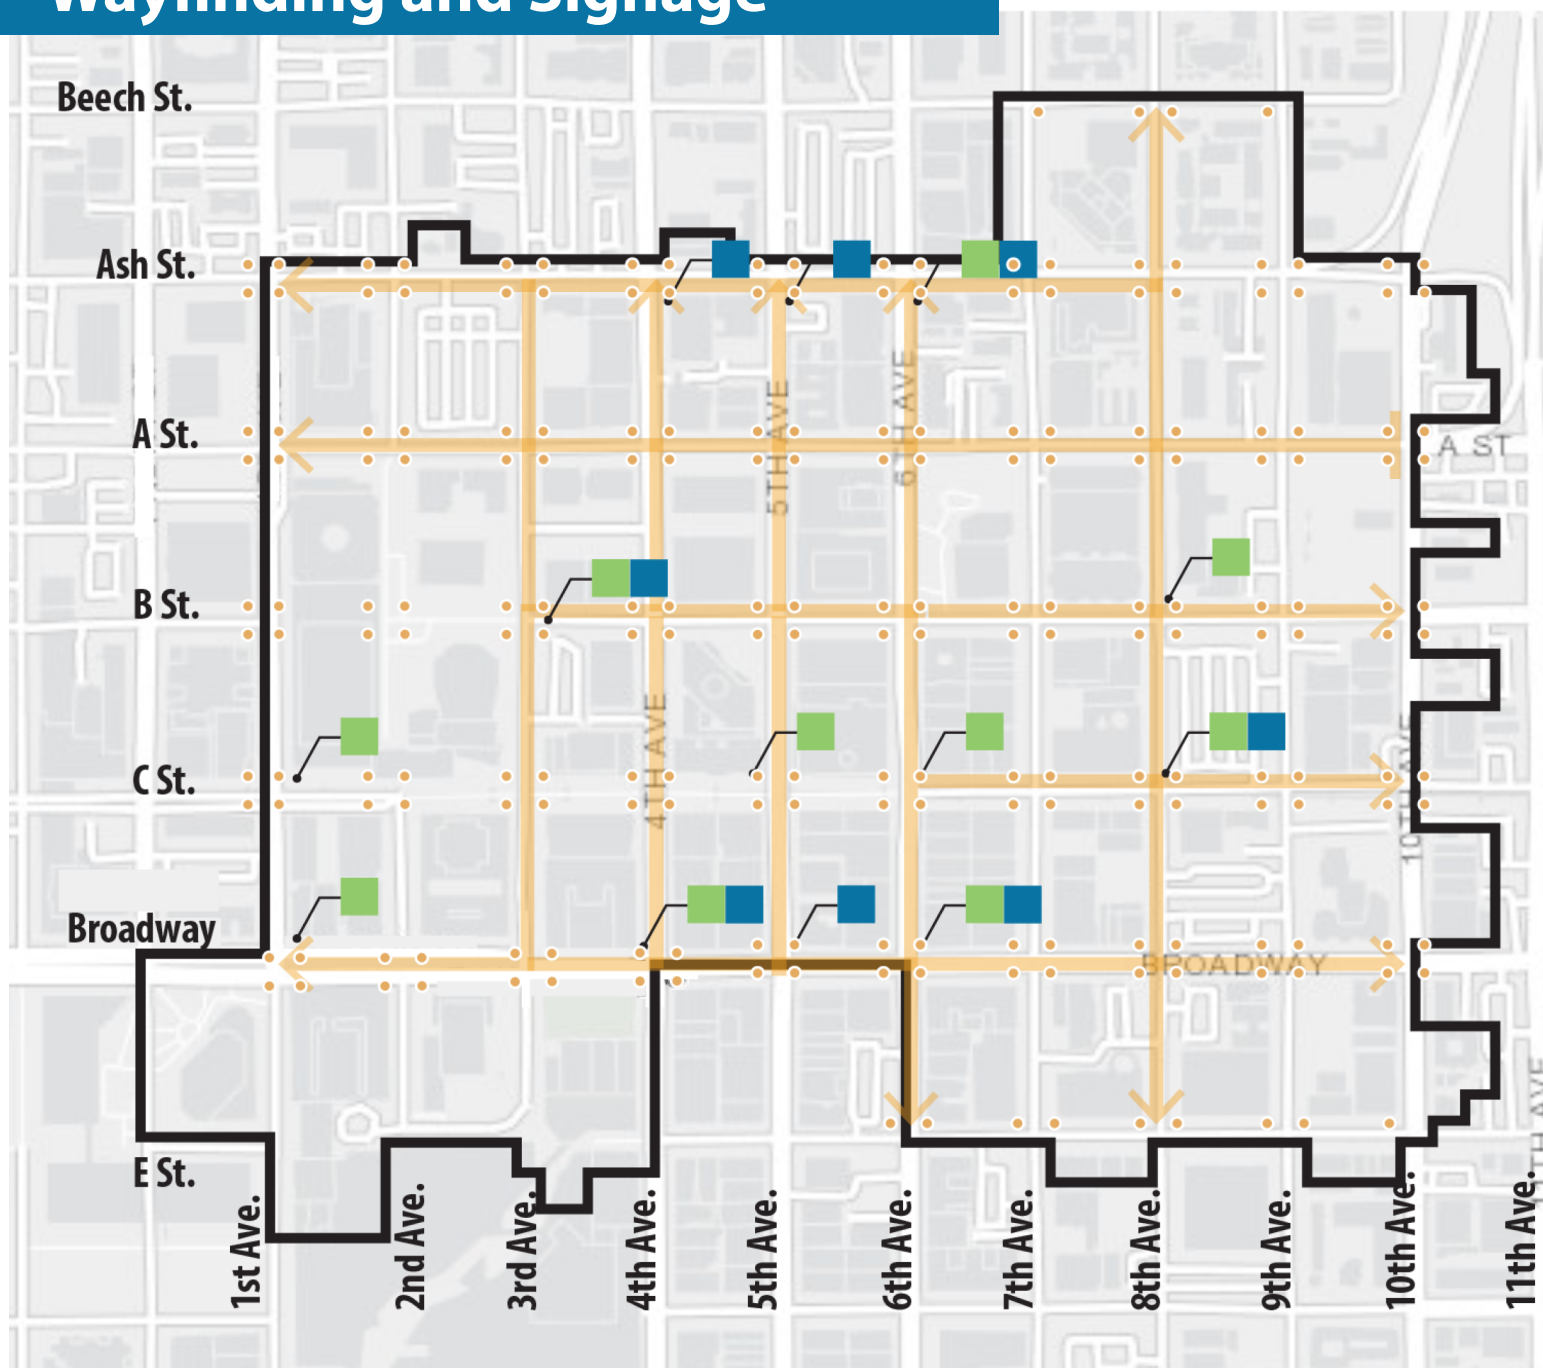 Wayfinding and Signage
Beech St.
Ash St.
A St.
B St.
C St.
Broadway
E St.
5TH AVE
6TH AVE
A ST
4TH AVE
10TH AVE
BROADWAY
11TH AVE
1st Ave.
2nd Ave.
3rd Ave.
4th Ave.
5th Ave.
6th Ave.
7th Ave.
8th Ave.
9th Ave.
10th Ave.
11th Ave.